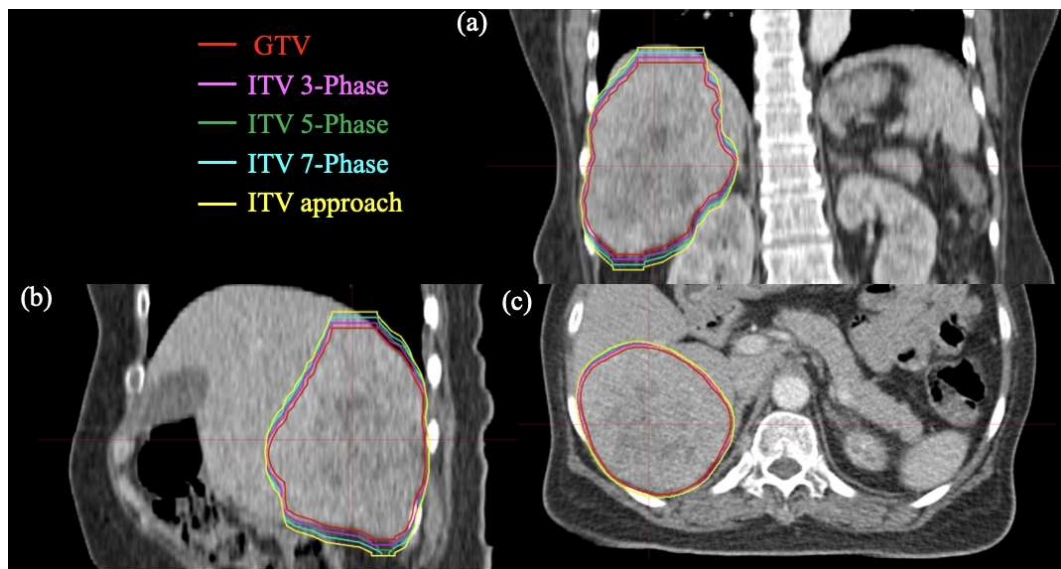 (a)
GTV
ITV 3-Phase
ITV 5-Phase
ITV 7-Phase
ITV approach
(b)
(c)